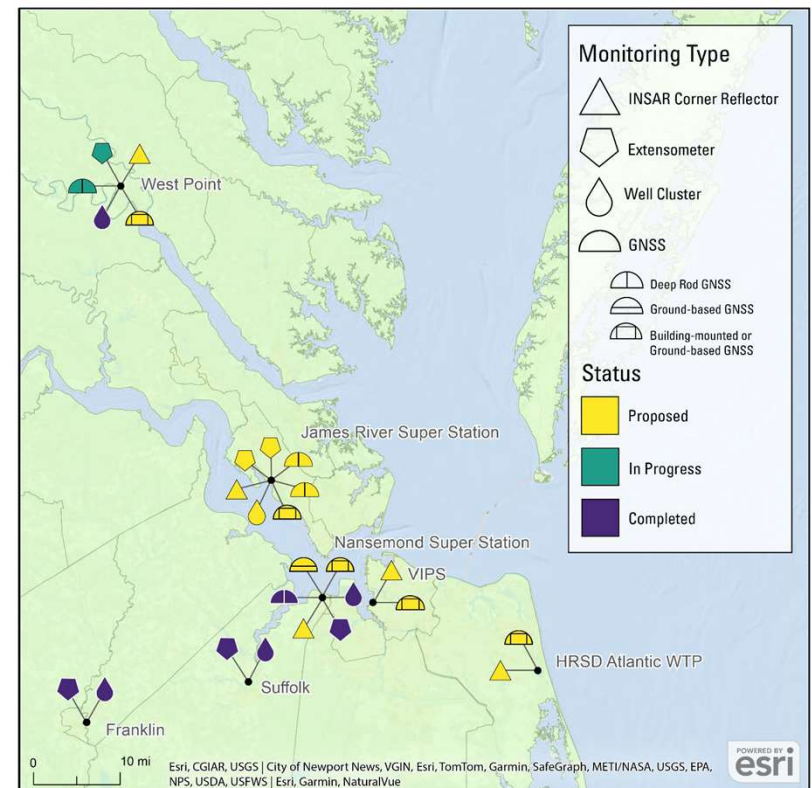 Monitoring Type
INSAR Corner Reflector
Extensometer
Well Cluster
GNSS
Deep Rod GNSS
Ground-based GNSS
Building-mounted or
Ground-based GNSS
Status
Proposed
In Progress
Completed
West Point
James River Super Station
Nansemond Super Station
VIPS
HRSD Atlantic WTP
Suffolk
Franklin
0 10 mi
Esri, CGIAR, USGS | City of Newport News, VGIN, Esri, TomTom, Garmin, SafeGraph, METI/NASA, USGS, EPA,
NPS, USDA, USFWS | Esri, Garmin, NaturalVue
POWERED BY
esri